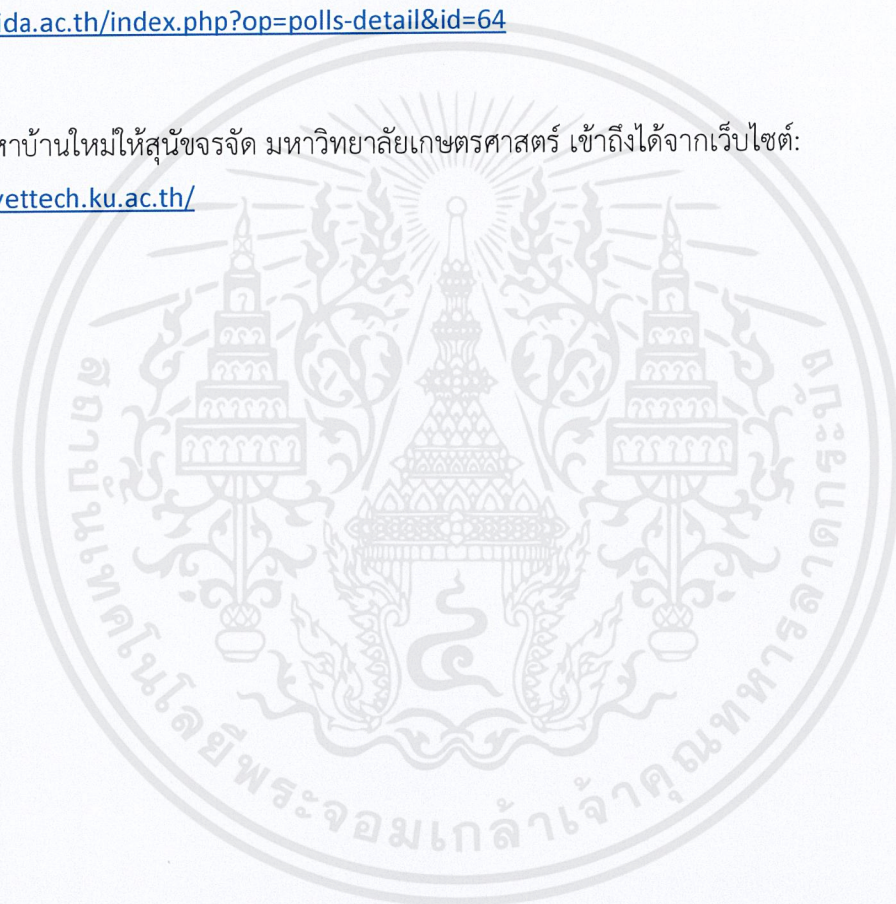 ida.ac.th/index.php?op=polls-detail&id=64
หาบ้านใหม่ให้สุนัขจรจัด มหาวิทยาลัยเกษตรศาสตร์ เข้าถึงได้จากเว็บไซต์:
vettech.ku.ac.th/
สถาบันเทคโนโลยีพระจอมเกล้าเจ้าคุณทหารลาดกระบัง